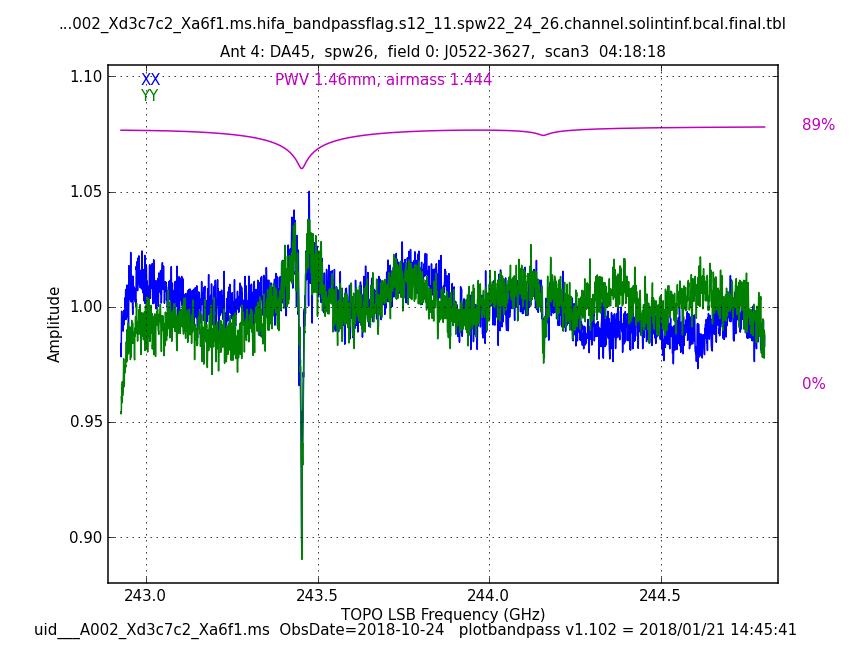 ...002_Xd3c7c2_Xa6f1.ms.hifa_bandpassflag.s12_11.spw22_24_26.channel.solintinf.bcal.final.tbl
Ant 4: DA45,  spw26,  field 0: J0522-3627,  scan3  04:18:18
1.10
XX
PWV 1.46mm, airmass 1.444
YY
89%
1.05
1.00
Amplitude
0%
0.95
0.90
243.0
243.5
244.0
244.5
TOPO LSB Frequency (GHz)
uid___A002_Xd3c7c2_Xa6f1.ms  ObsDate=2018-10-24   plotbandpass v1.102 = 2018/01/21 14:45:41